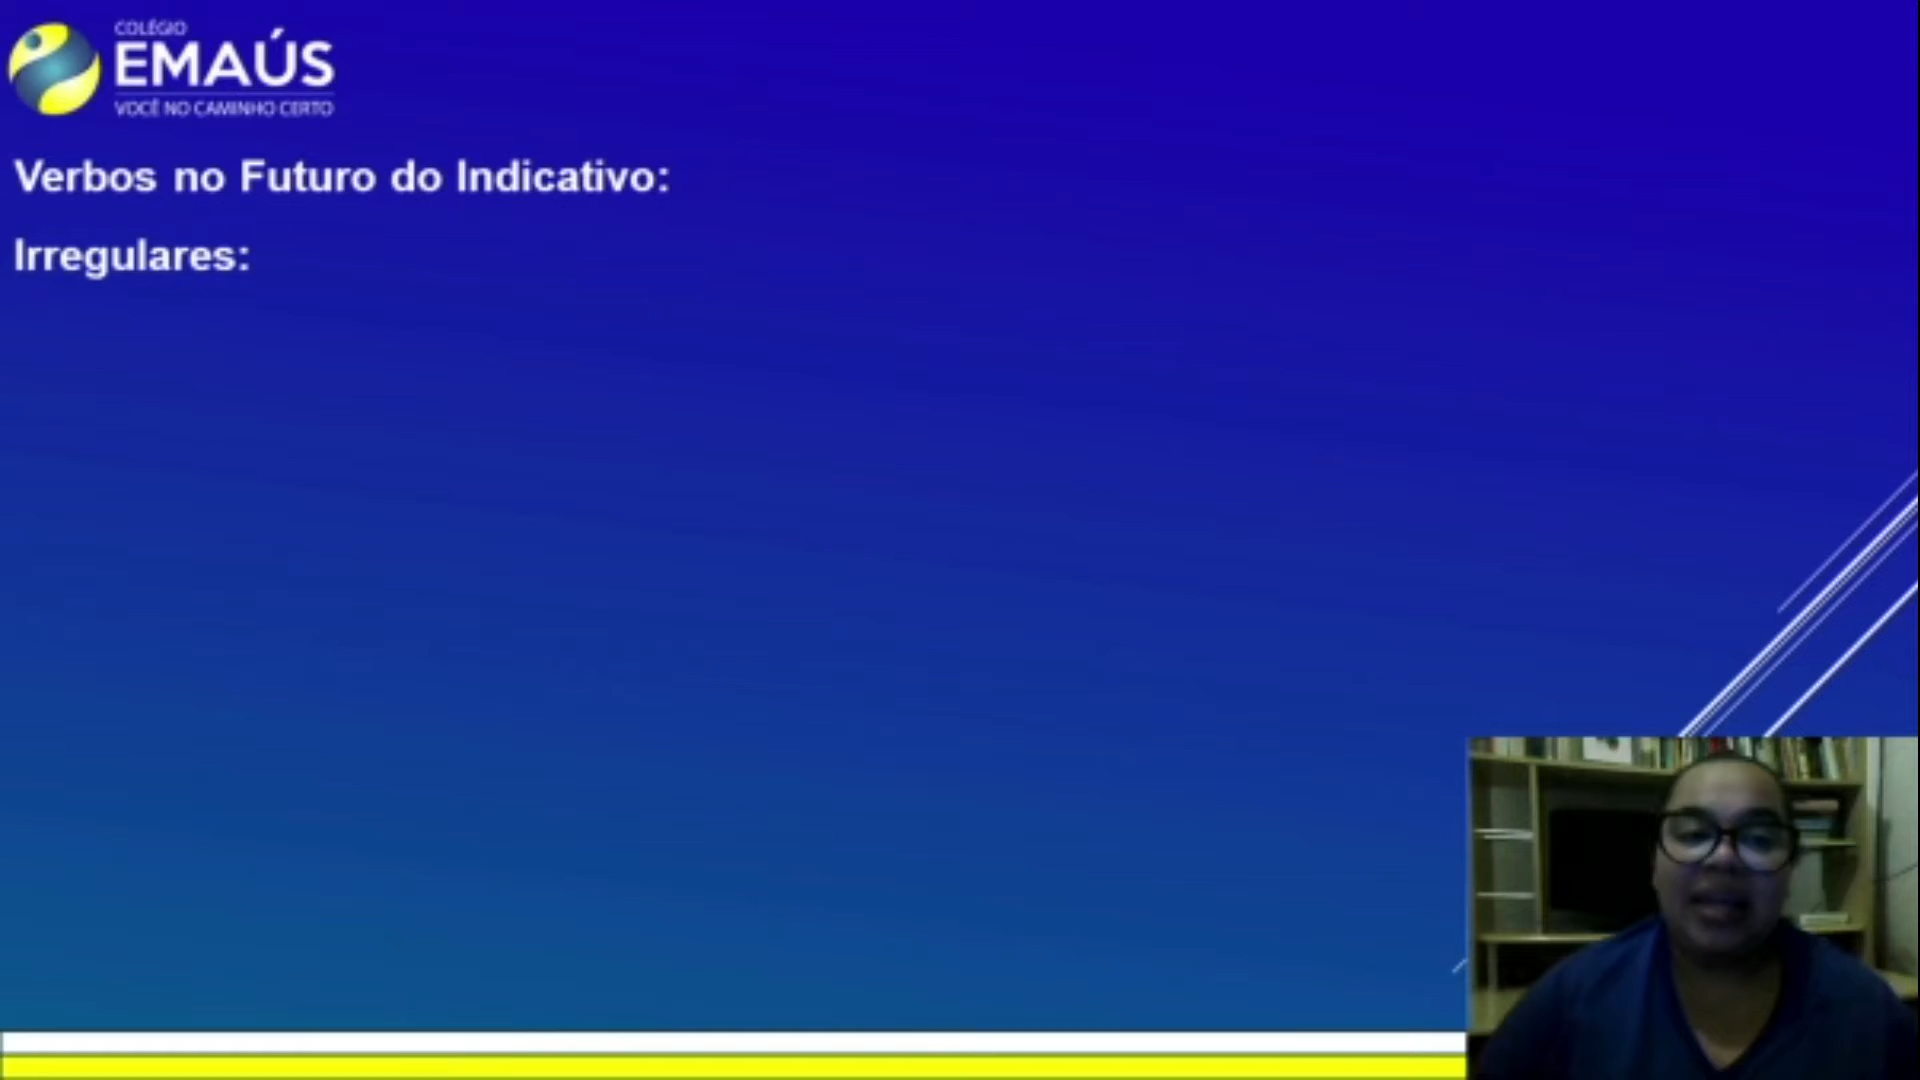 COLÉGIO
EMAÚS
VOCÊ NO CAMINHO CERTO
Verbos no Futuro do Indicativo:
Irregulares: